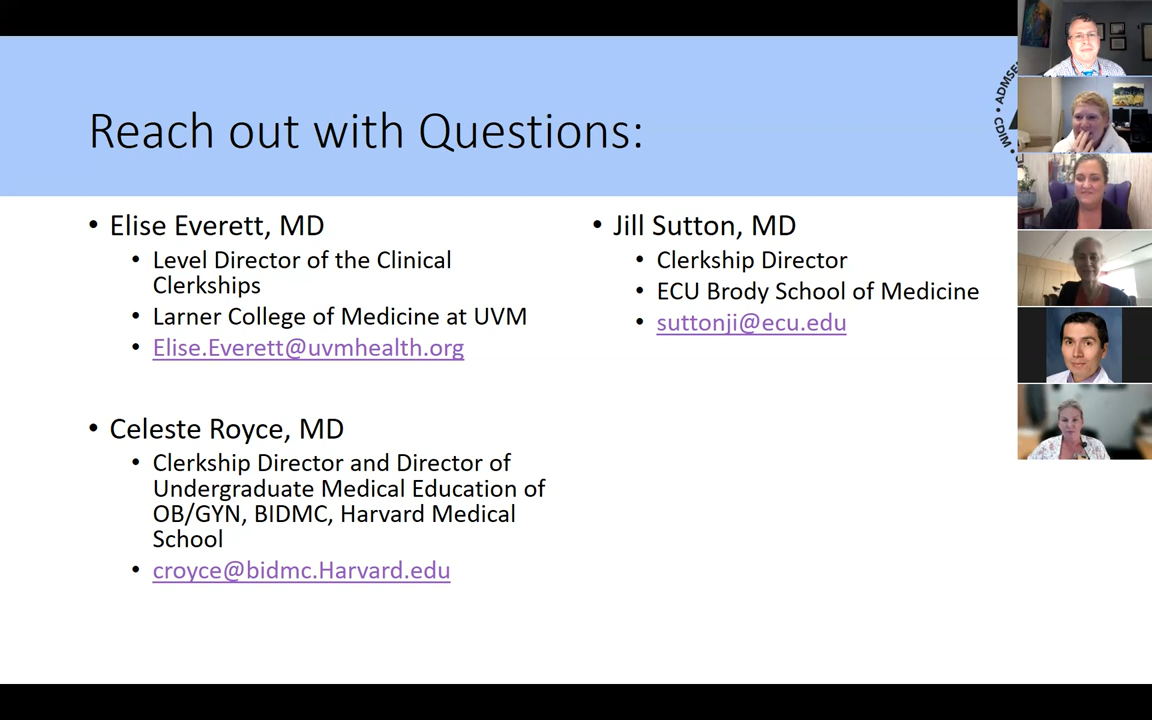 Reach out with Questions:
• Elise Everett, MD
• Level Director of the Clinical
Clerkships
• Larner College of Medicine at UVM
• Elise.Everett@uvmhealth.org
• Celeste Royce, MD
• Clerkship Director and Director of
Undergraduate Medical Education of
OB/GYN, BIDMC, Harvard Medical
School
• croyce@bidmc.Harvard.edu
• Jill Sutton, MD
• Clerkship Director
• ECU Brody School of Medicine
• suttonji@ecu.edu
• CDIM •